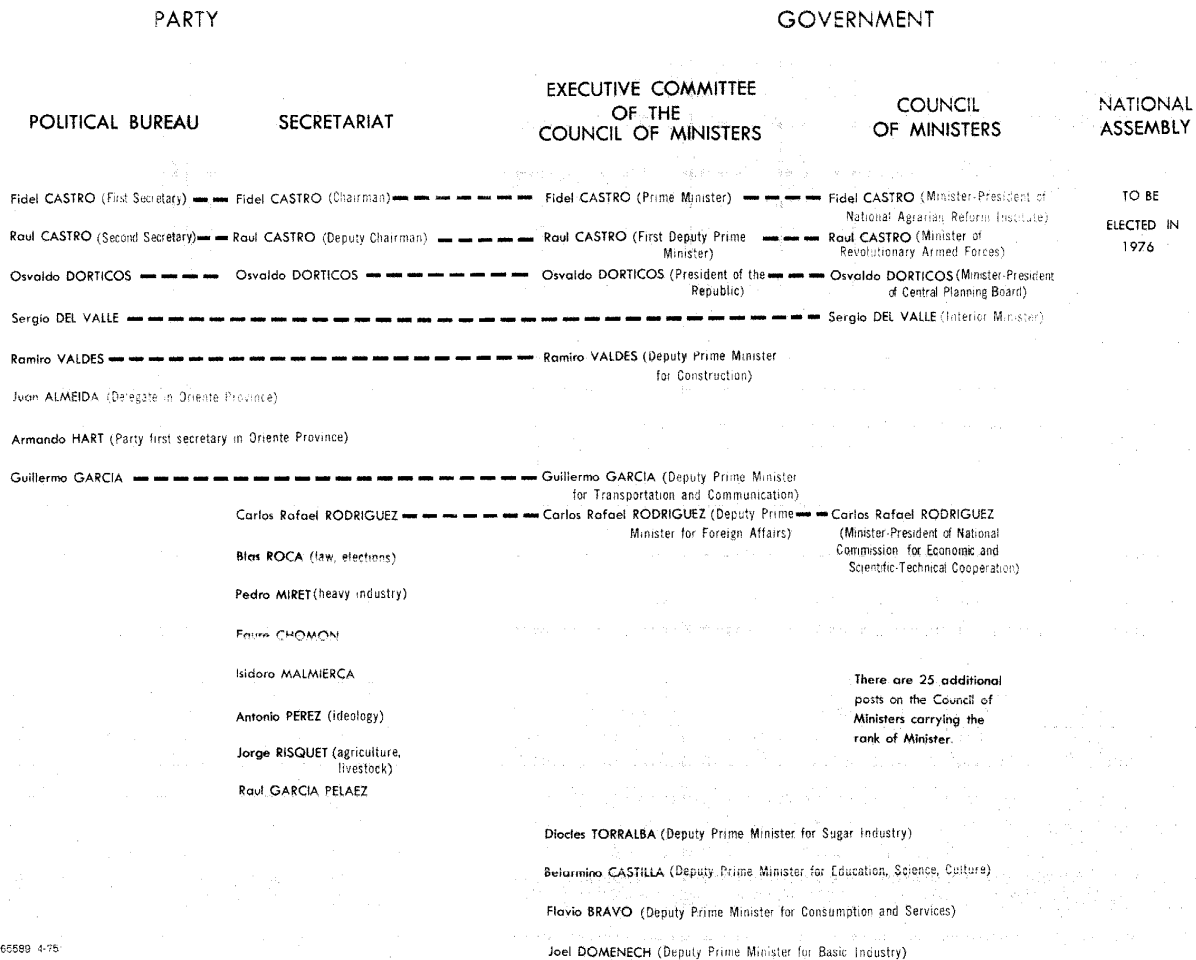 PARTY
GOVERNMENT
POLITICAL BUREAU
SECRETARIAT
EXECUTIVE COMMITTEE
OF THE
COUNCIL OF MINISTERS
COUNCIL
OF MINISTERS
NATIONAL
ASSEMBLY
Fidel CASTRO (First Secretary)
Fidel CASTRO (Chairman)
Fidel CASTRO (Prime Minister)
Fidel CASTRO (Minister-President of
National Agrarian Reform Institute)
TO BE
ELECTED IN
1976
Raul CASTRO (Second Secretary)
Raul CASTRO (Deputy Chairman)
Raul CASTRO (First Deputy Prime
Minister)
Raul CASTRO (Minister of
Revolutionary Armed Forces)
Osvaldo DORTICOS
Osvaldo DORTICOS
Osvaldo DORTICOS (President of the
Republic)
Osvaldo DORTICOS (Minister-President
of Central Planning Board)
Sergio DEL VALLE
Sergio DEL VALLE (Interior Minister)
Ramiro VALDES
Ramiro VALDES (Deputy Prime Minister
for Construction)
Juan ALMEIDA (Delegate in Oriente Province)
Armando HART (Party first secretary in Oriente Province)
Guillermo GARCIA
Guillermo GARCIA (Deputy Prime Minister
for Transportation and Communication)
Carlos Rafael RODRIGUEZ
Carlos Rafael RODRIGUEZ (Deputy Prime
Minister for Foreign Affairs)
Carlos Rafael RODRIGUEZ
(Minister-President of National
Commission for Economic and
Scientific-Technical Cooperation)
Blas ROCA (law, elections)
Pedro MIRET (heavy industry)
Faure CHOMON
Isidoro MALMIERCA
Antonio PEREZ (ideology)
Jorge RISQUET (agriculture,
livestock)
Raul GARCIA PELAEZ
There are 25 additional
posts on the Council of
Ministers carrying the
rank of Minister.
Diocles TORRALBA (Deputy Prime Minister for Sugar Industry)
Belarmino CASTILLA (Deputy Prime Minister for Education, Science, Culture)
Flavio BRAVO (Deputy Prime Minister for Consumption and Services)
Joel DOMENECH (Deputy Prime Minister for Basic Industry)
65599 4-75